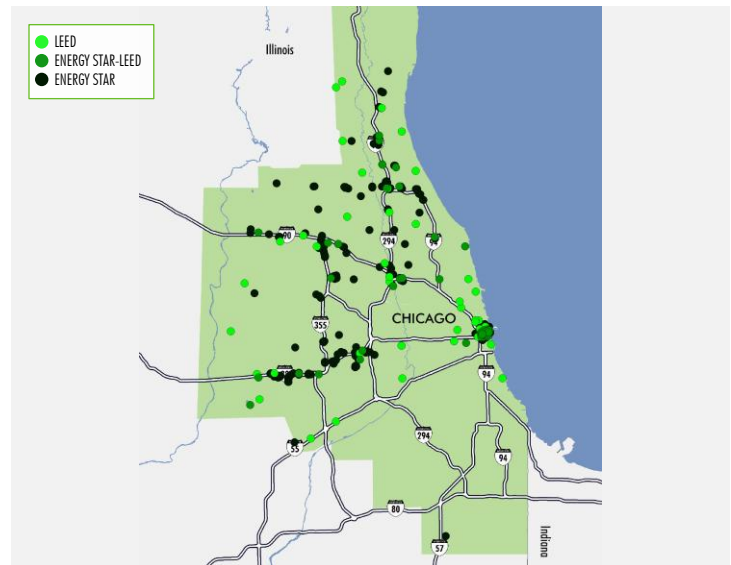 LEED
ENERGY STAR-LEED
ENERGY STAR
Illinois
90
294
94
CHICAGO
355
94
294
94
55
80
57
Indiana